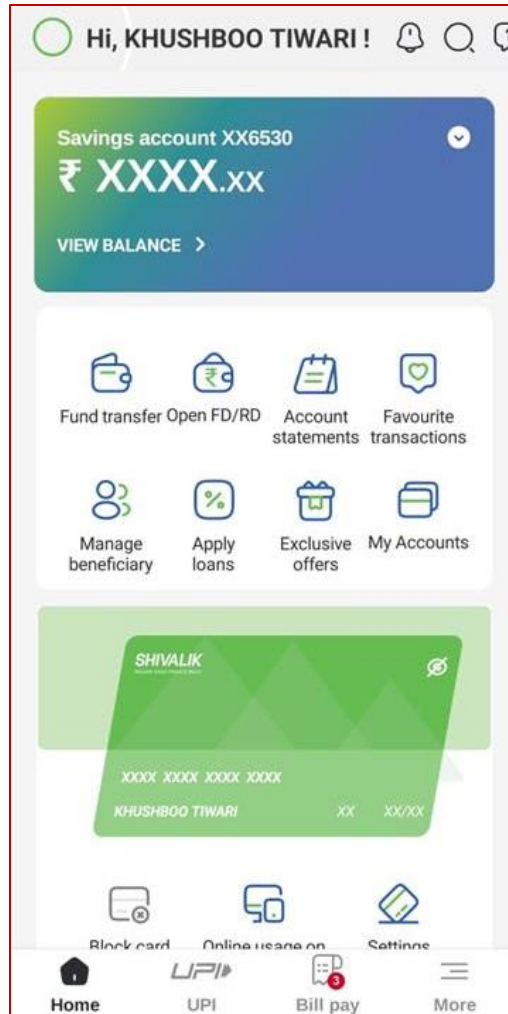 Hi, KHUSHBOO TIWARI !
Savings account XX6530
₹ XXXX.xx
VIEW BALANCE >
Fund transfer Open FD/RD Account statements Favourite transactions
Manage beneficiary Apply loans Exclusive offers My Accounts
SHIVALIK
XXXX XXXX XXXX XXXX
KHUSHBOO TIWARI XX XX/XX
Block card Online usage on Settings
3
Home UPI Bill pay More